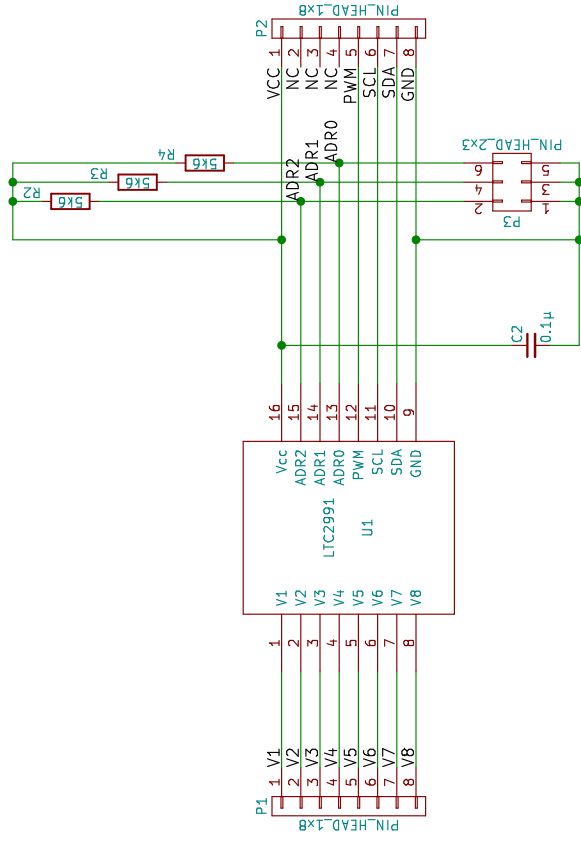 PIN_HEAD_1x8
P2
1 2 3 4 5 6 7 8
VCC NC NC NC PWM SCL SDA GND
ADR2 ADR1 ADR0
R4 5k6
R3 5k6
R2 5k6
PIN_HEAD_2x3
6 5
4 3
2 1
P3
C2 0.1µ
16 15 14 13 12 11 10 9
Vcc ADR2 ADR1 ADR0 PWM SCL SDA GND
LTC2991 U1
V1 V2 V3 V4 V5 V6 V7 V8
1 2 3 4 5 6 7 8
V1 V2 V3 V4 V5 V6 V7 V8
1 2 3 4 5 6 7 8
P1
PIN_HEAD_1x8